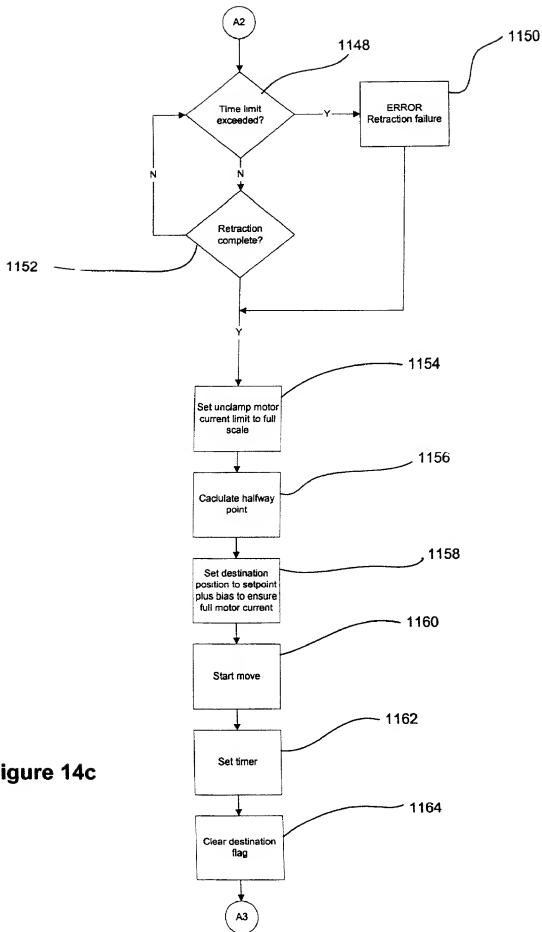 A2
1148
1150
Time limit
exceeded?
Y
ERROR
Retraction failure
N
N
Retraction
complete?
1152
Y
1154
Set unclamp motor
current limit to full
scale
1156
Caclulate halfway
point
1158
Set destination
position to setpoint
plus bias to ensure
full motor current
1160
Start move
1162
Set timer
igure 14c
1164
Clear destination
flag
A3